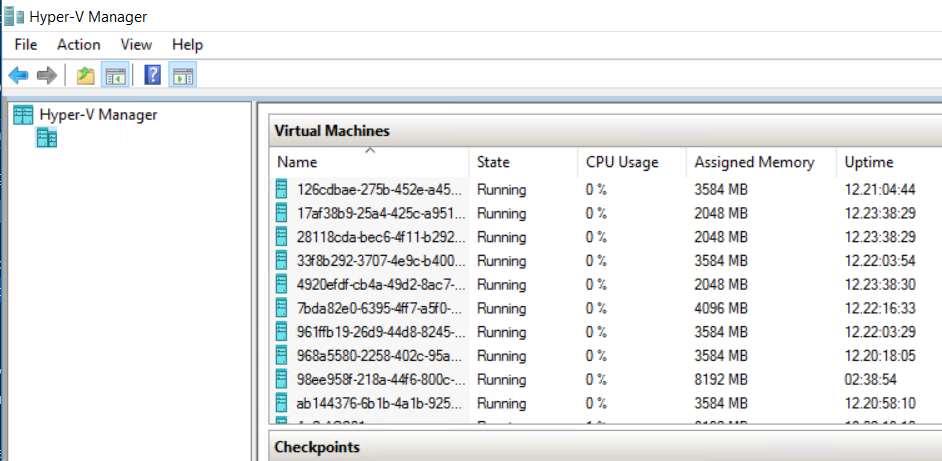 Hyper-V Manager
File Action View Help
Hyper-V Manager
Virtual Machines
Name State CPU Usage Assigned Memory Uptime
126cdbae-275b-452e-a45... Running 0 % 3584 MB 12.21:04:44
17af38b9-25a4-425c-a951... Running 0 % 2048 MB 12.23:38:29
28118cda-bec6-4f11-b292... Running 0 % 2048 MB 12.23:38:29
33f8b292-3707-4e9c-b400... Running 0 % 3584 MB 12.22:03:54
4920efdf-cb4a-49d2-8ac7-... Running 0 % 2048 MB 12.23:38:30
7bda82e0-6395-4ff7-a5f0-... Running 0 % 4096 MB 12.22:16:33
961ffb19-26d9-44d8-8245-... Running 0 % 3584 MB 12.22:03:29
968a5580-2258-402c-95a... Running 0 % 3584 MB 12.20:18:05
98ee958f-218a-44f6-800c-... Running 0 % 8192 MB 02:38:54
ab144376-6b1b-4a1b-925... Running 0 % 3584 MB 12.20:58:10
Checkpoints